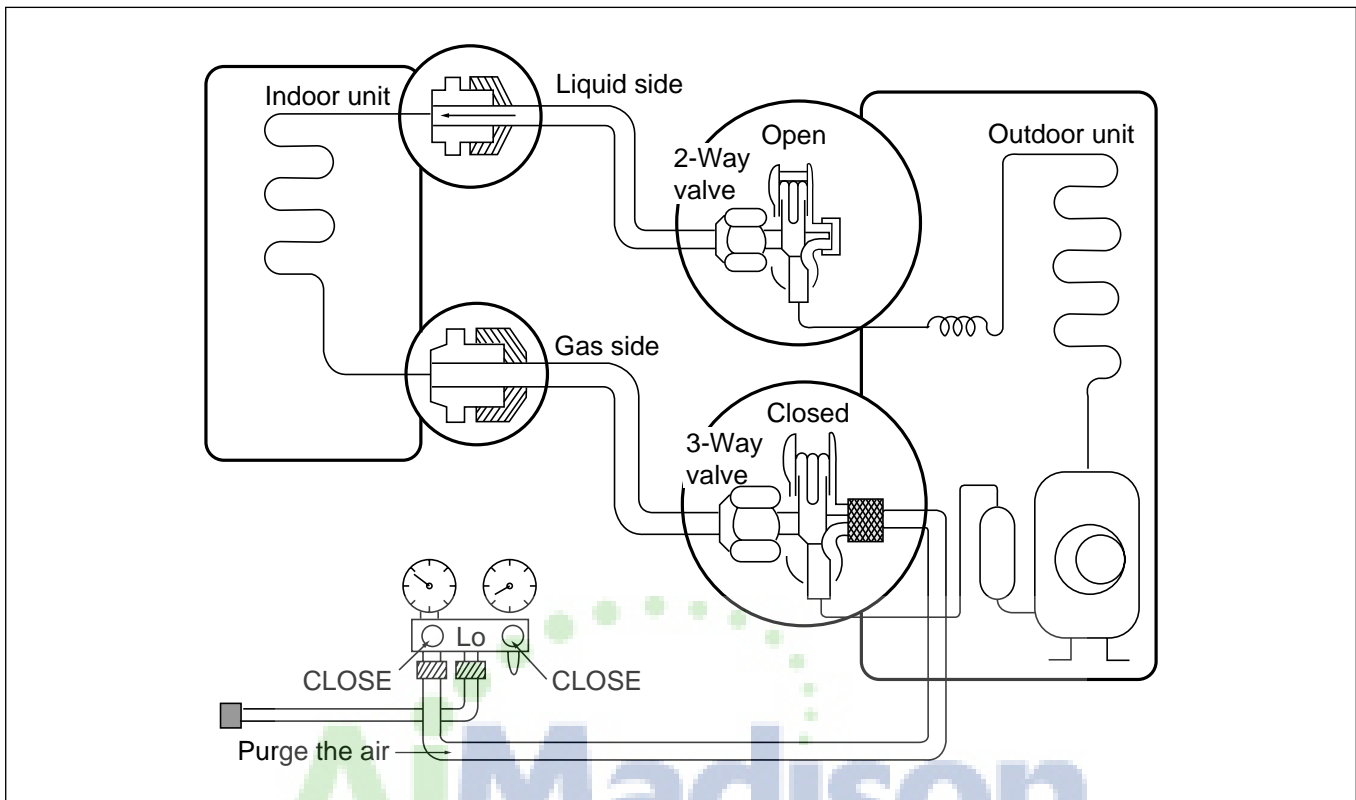 Indoor unit
Liquid side
Open
2-Way
valve
Outdoor unit
Gas side
Closed
3-Way
valve
Lo
CLOSE
CLOSE
Purge the air
AjMadison